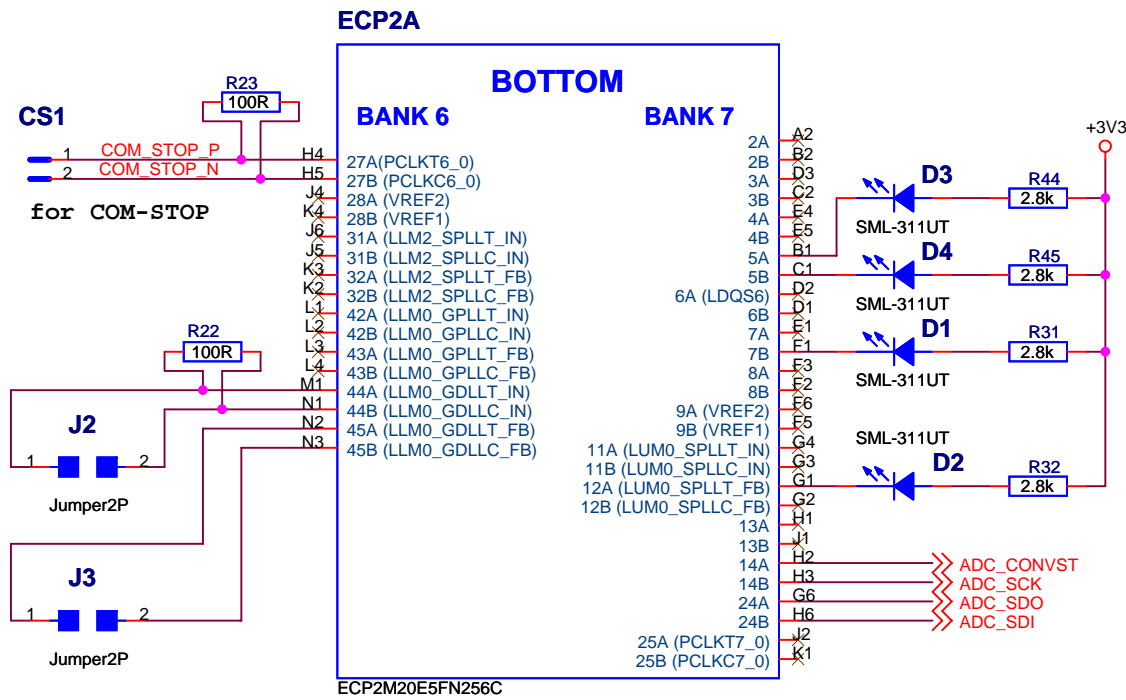 ECP2A
BOTTOM
BANK 6
BANK 7
R23
100R
CS1
1
COM_STOP_P
2
COM_STOP_N
for COM-STOP
H4
27A(PCLKT6_0)
H5
27B (PCLKC6_0)
J4
28A (VREF2)
K4
28B (VREF1)
J6
31A (LLM2_SPLLT_IN)
J5
31B (LLM2_SPLLC_IN)
K3
32A (LLM2_SPLLT_FB)
K2
32B (LLM2_SPLLC_FB)
L1
42A (LLM0_GPLLT_IN)
L2
42B (LLM0_GPLLC_IN)
L3
43A (LLM0_GPLLT_FB)
L4
43B (LLM0_GPLLC_FB)
M1
44A (LLM0_GDLLT_IN)
N1
44B (LLM0_GDLLC_IN)
N2
45A (LLM0_GDLLT_FB)
N3
45B (LLM0_GDLLC_FB)
R22
100R
J2
1
2
Jumper2P
J3
1
2
Jumper2P
2A
A2
2B
B2
3A
D3
3B
C2
4A
E4
4B
E5
5A
B1
5B
C1
6A (LDQS6)
D2
6B
D1
7A
E1
7B
F1
8A
F3
8B
F2
9A (VREF2)
F6
9B (VREF1)
F5
11A (LUM0_SPLLT_IN)
G4
11B (LUM0_SPLLC_IN)
G3
12A (LUM0_SPLLT_FB)
G1
12B (LUM0_SPLLC_FB)
G2
13A
H1
13B
J1
14A
H2
14B
H3
24A
G6
24B
H6
25A (PCLKT7_0)
J2
25B (PCLKC7_0)
K1
+3V3
D3
R44
2.8k
SML-311UT
D4
R45
2.8k
SML-311UT
D1
R31
2.8k
SML-311UT
SML-311UT
D2
R32
2.8k
ADC_CONVST
ADC_SCK
ADC_SDO
ADC_SDI
ECP2M20E5FN256C